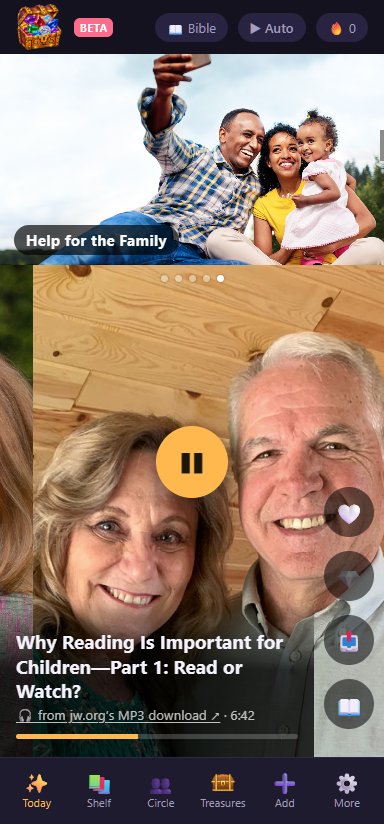 BETA
Bible
Auto
0
Help for the Family
Why Reading Is Important for
Children—Part 1: Read or
Watch?
from jw.org's MP3 download ↗ · 6:42
Today
Shelf
Circle
Treasures
Add
More